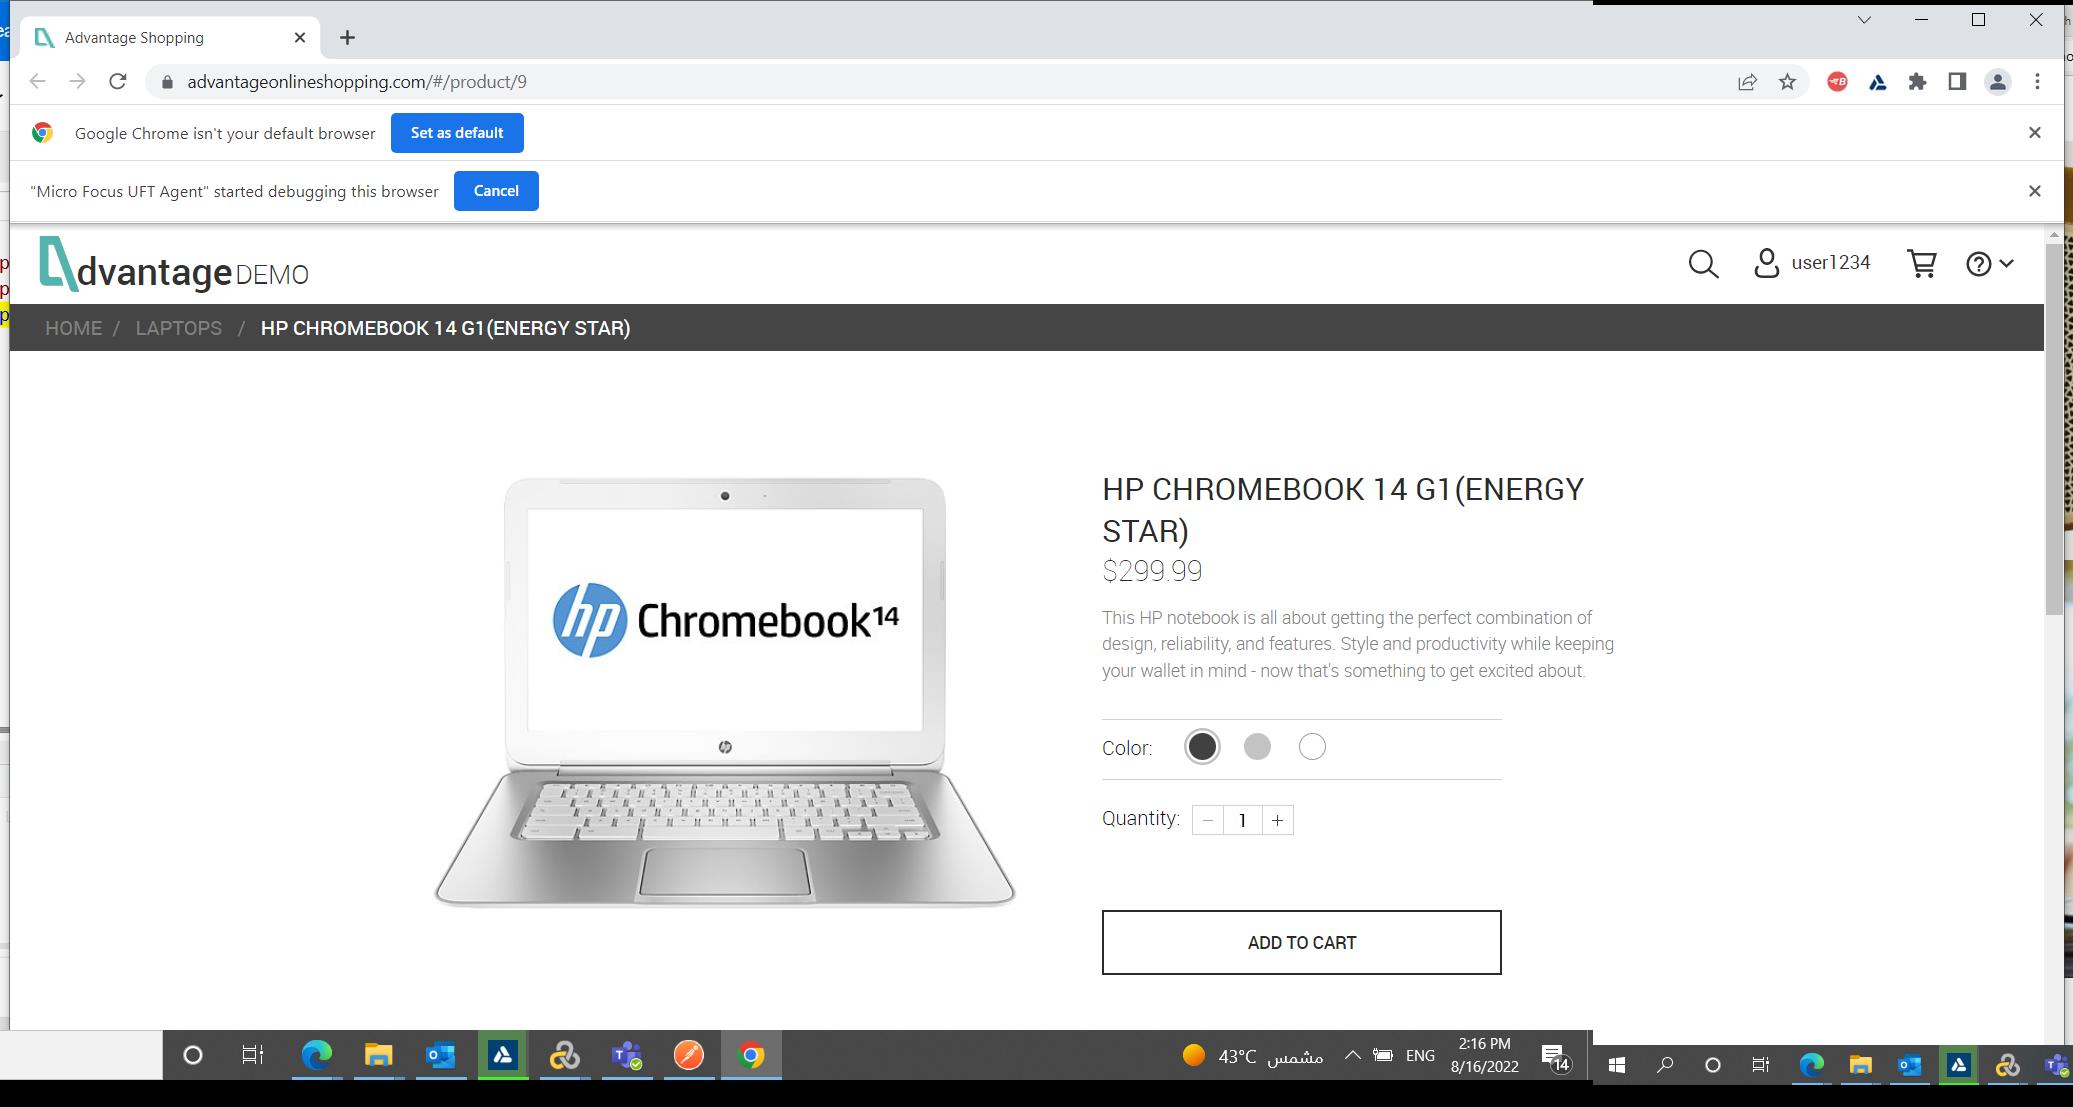 Advantage Shopping
advantageonlineshopping.com/#/product/9
B
Google Chrome isn't your default browser
Set as default
"Micro Focus UFT Agent" started debugging this browser
Cancel
dvantage DEMO
user1234
HOME / LAPTOPS / HP CHROMEBOOK 14 G1(ENERGY STAR)
hp Chromebook14
hp
HP CHROMEBOOK 14 G1(ENERGY
STAR)
$299.99
This HP notebook is all about getting the perfect combination of
design, reliability, and features. Style and productivity while keeping
your wallet in mind - now that's something to get excited about.
Color:
Quantity: − 1 +
ADD TO CART
43°C مشمس
ENG
2:16 PM
8/16/2022
14